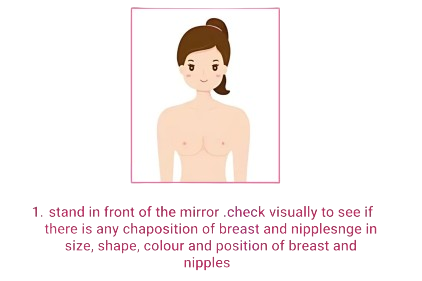 1. stand in front of the mirror .check visually to see if
there is any chaposition of breast and nipplesnge in
size, shape, colour and position of breast and
nipples